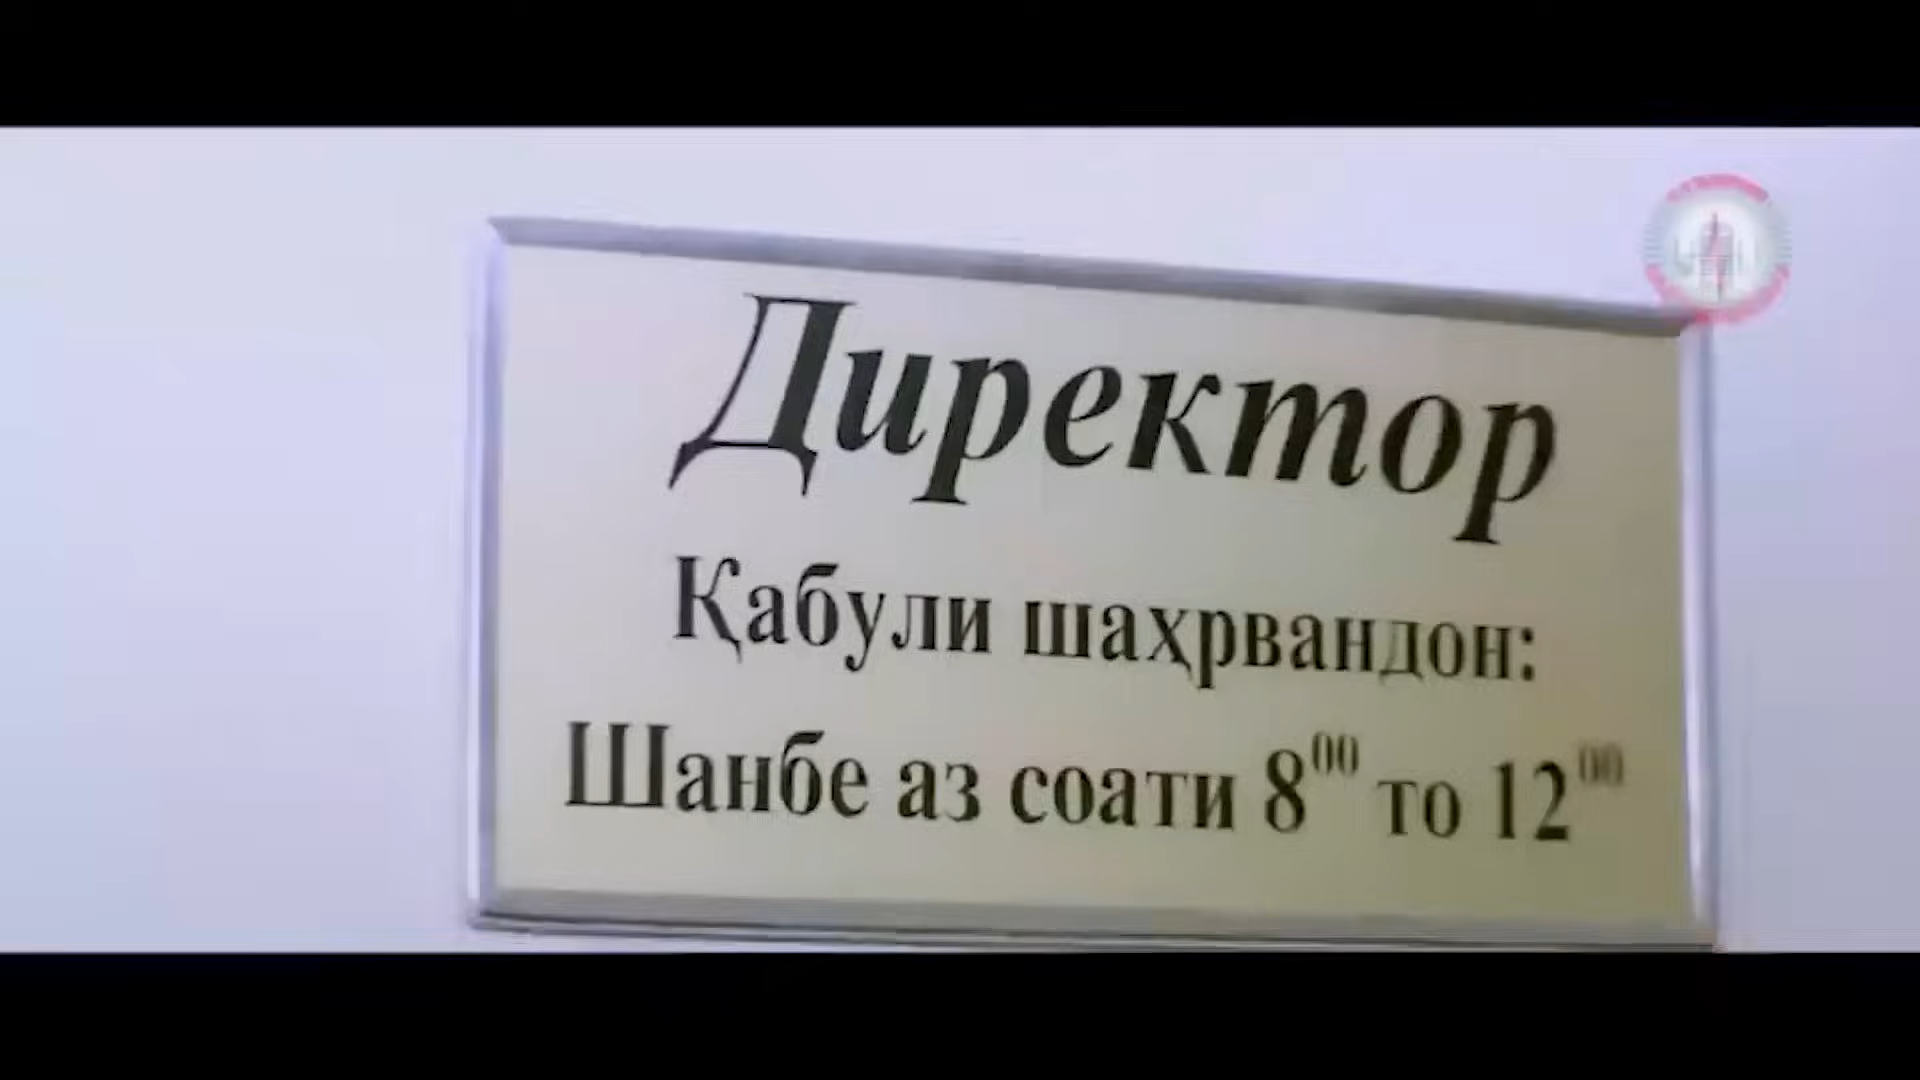 Директор
Қабули шаҳрвандон:
Шанбе аз соати 8⁰⁰ то 12⁰⁰